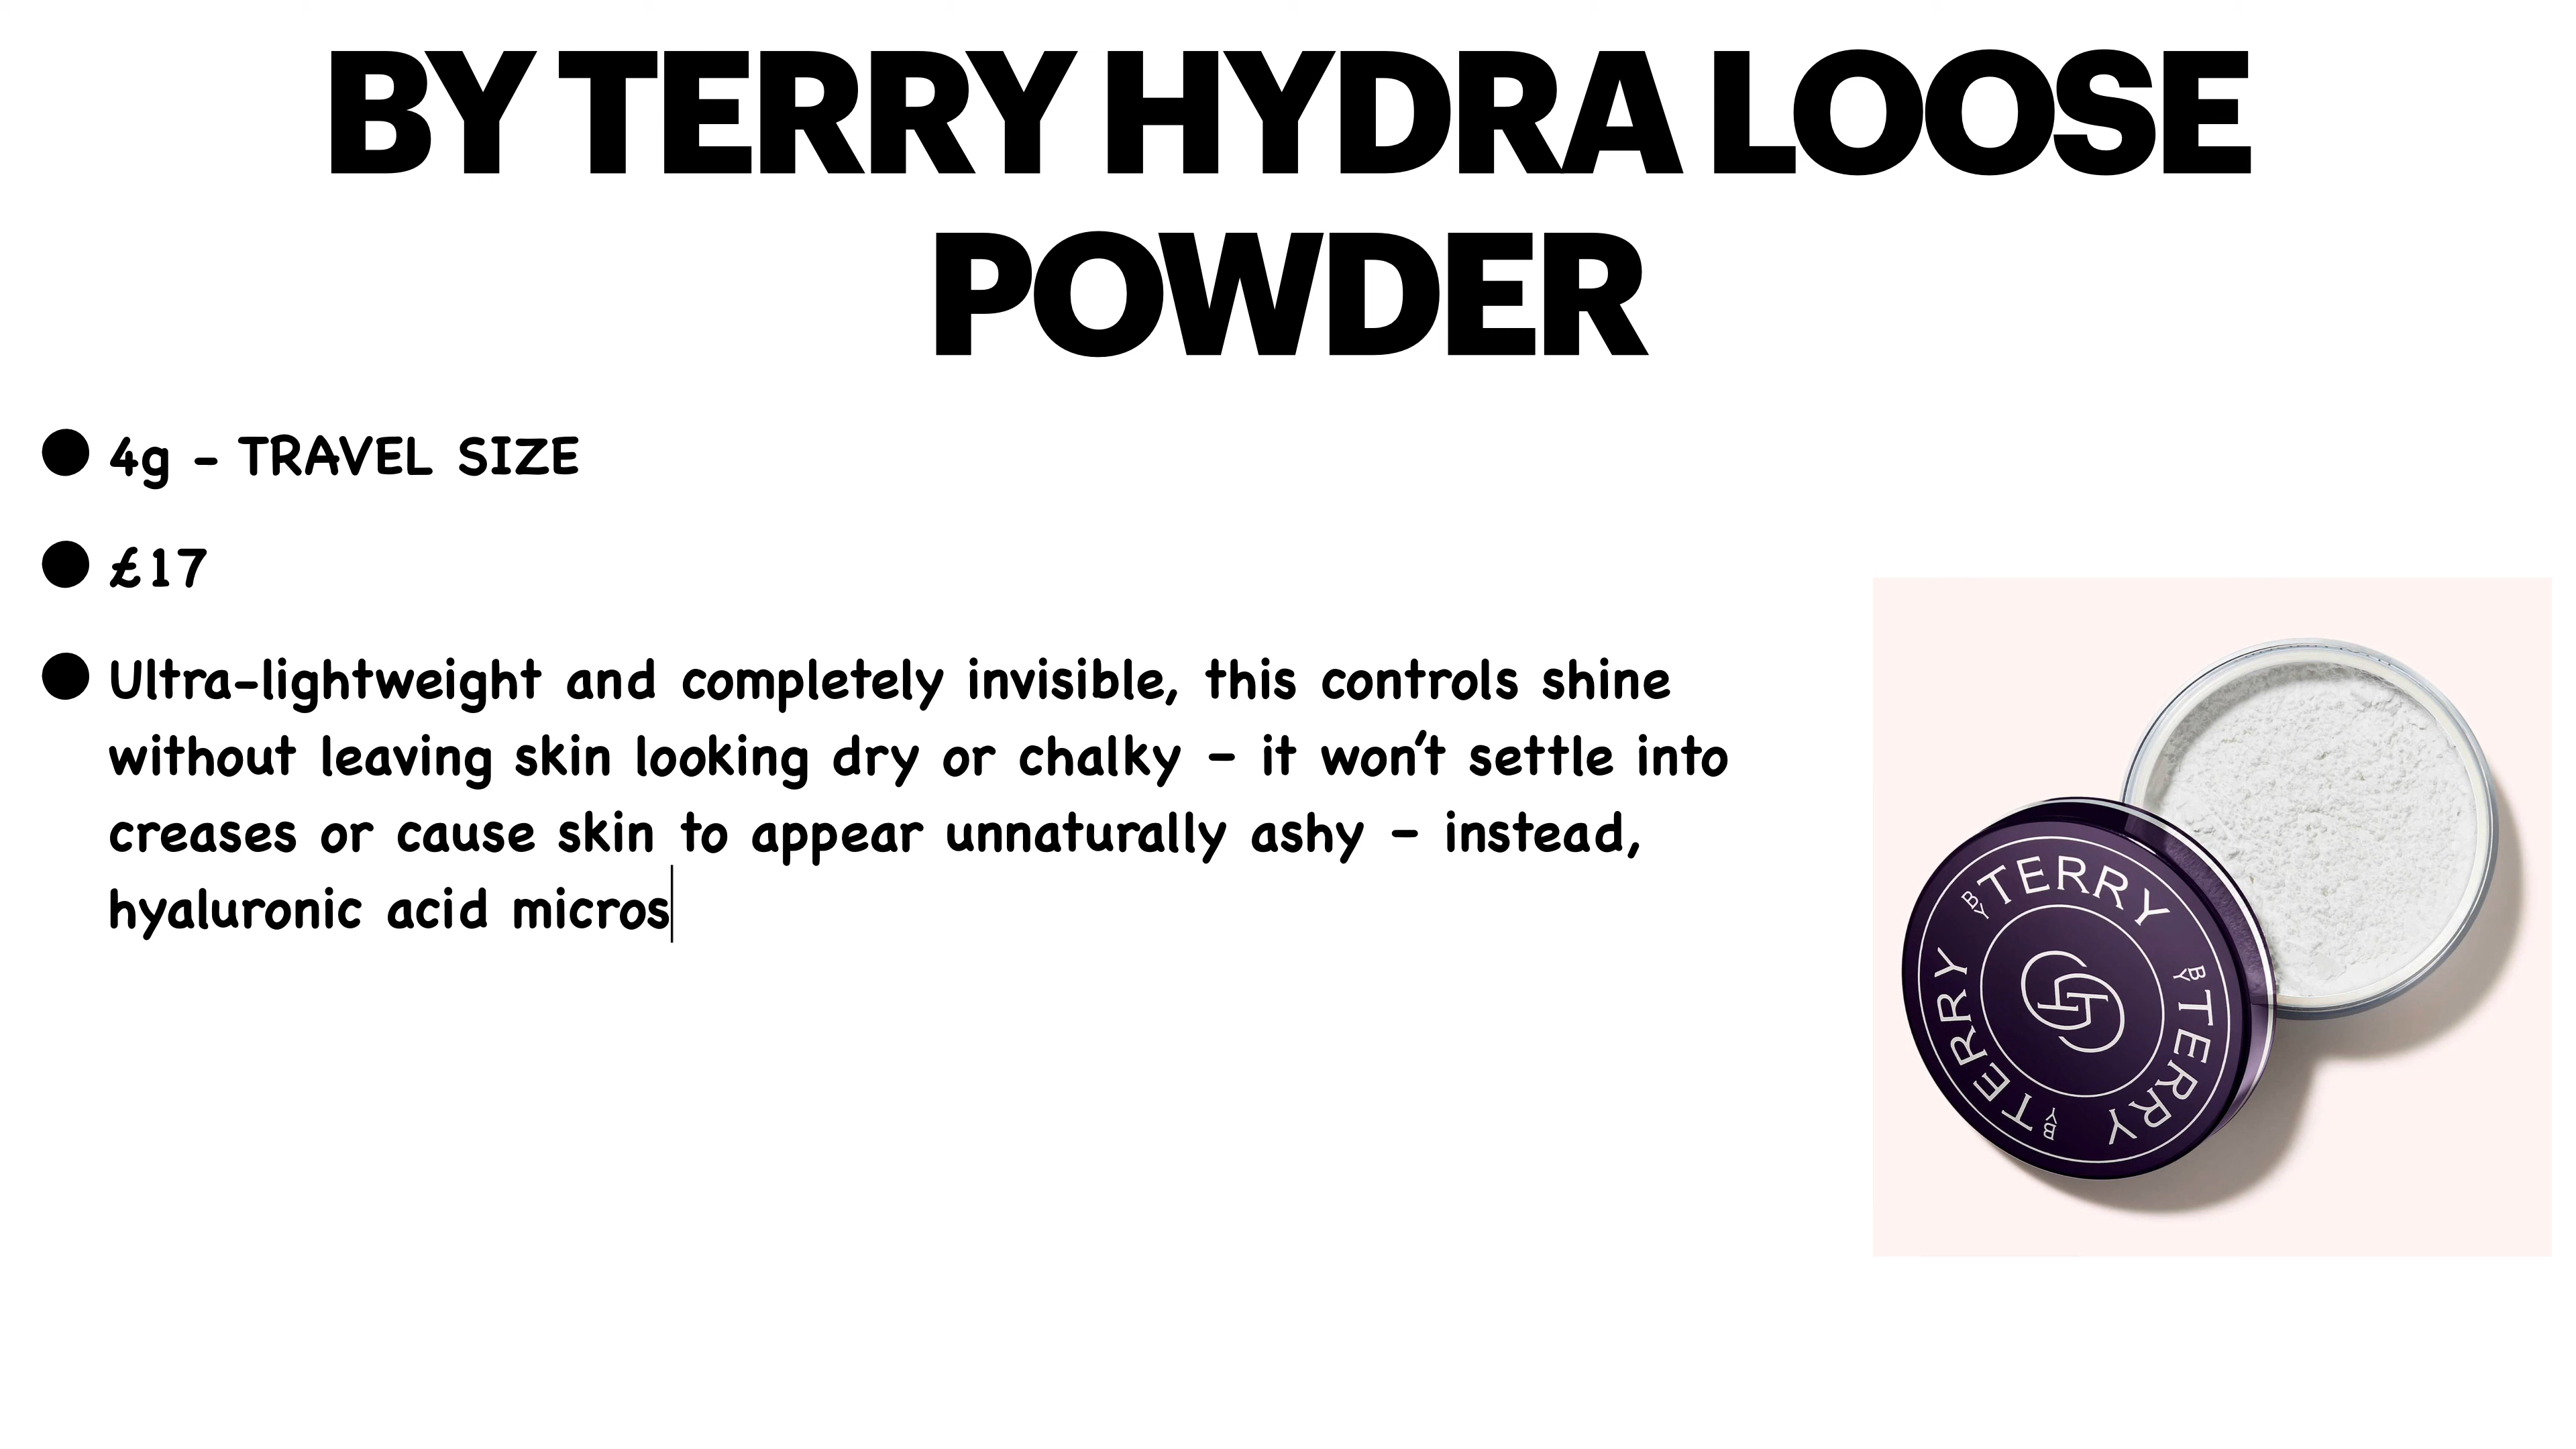 BY TERRY HYDRA LOOSE
POWDER
● 4g - TRAVEL SIZE
● £17
● Ultra-lightweight and completely invisible, this controls shine
without leaving skin looking dry or chalky – it won’t settle into
creases or cause skin to appear unnaturally ashy – instead,
hyaluronic acid micros
BY TERRY
BY TERRY
BY TERRY